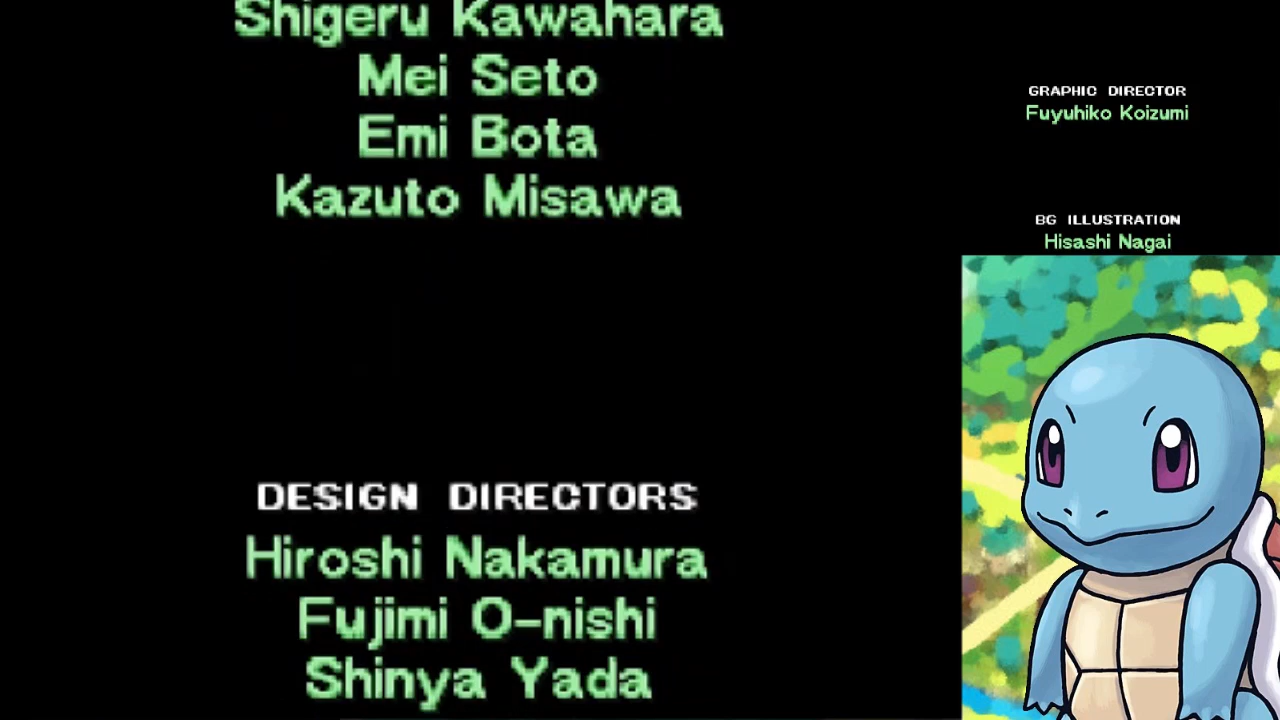 Shigeru Kawahara
Mei Seto
Emi Bota
Kazuto Misawa
DESIGN DIRECTORS
Hiroshi Nakamura
Fujimi O-nishi
Shinya Yada
GRAPHIC DIRECTOR
Fuyuhiko Koizumi
BG ILLUSTRATION
Hisashi Nagai